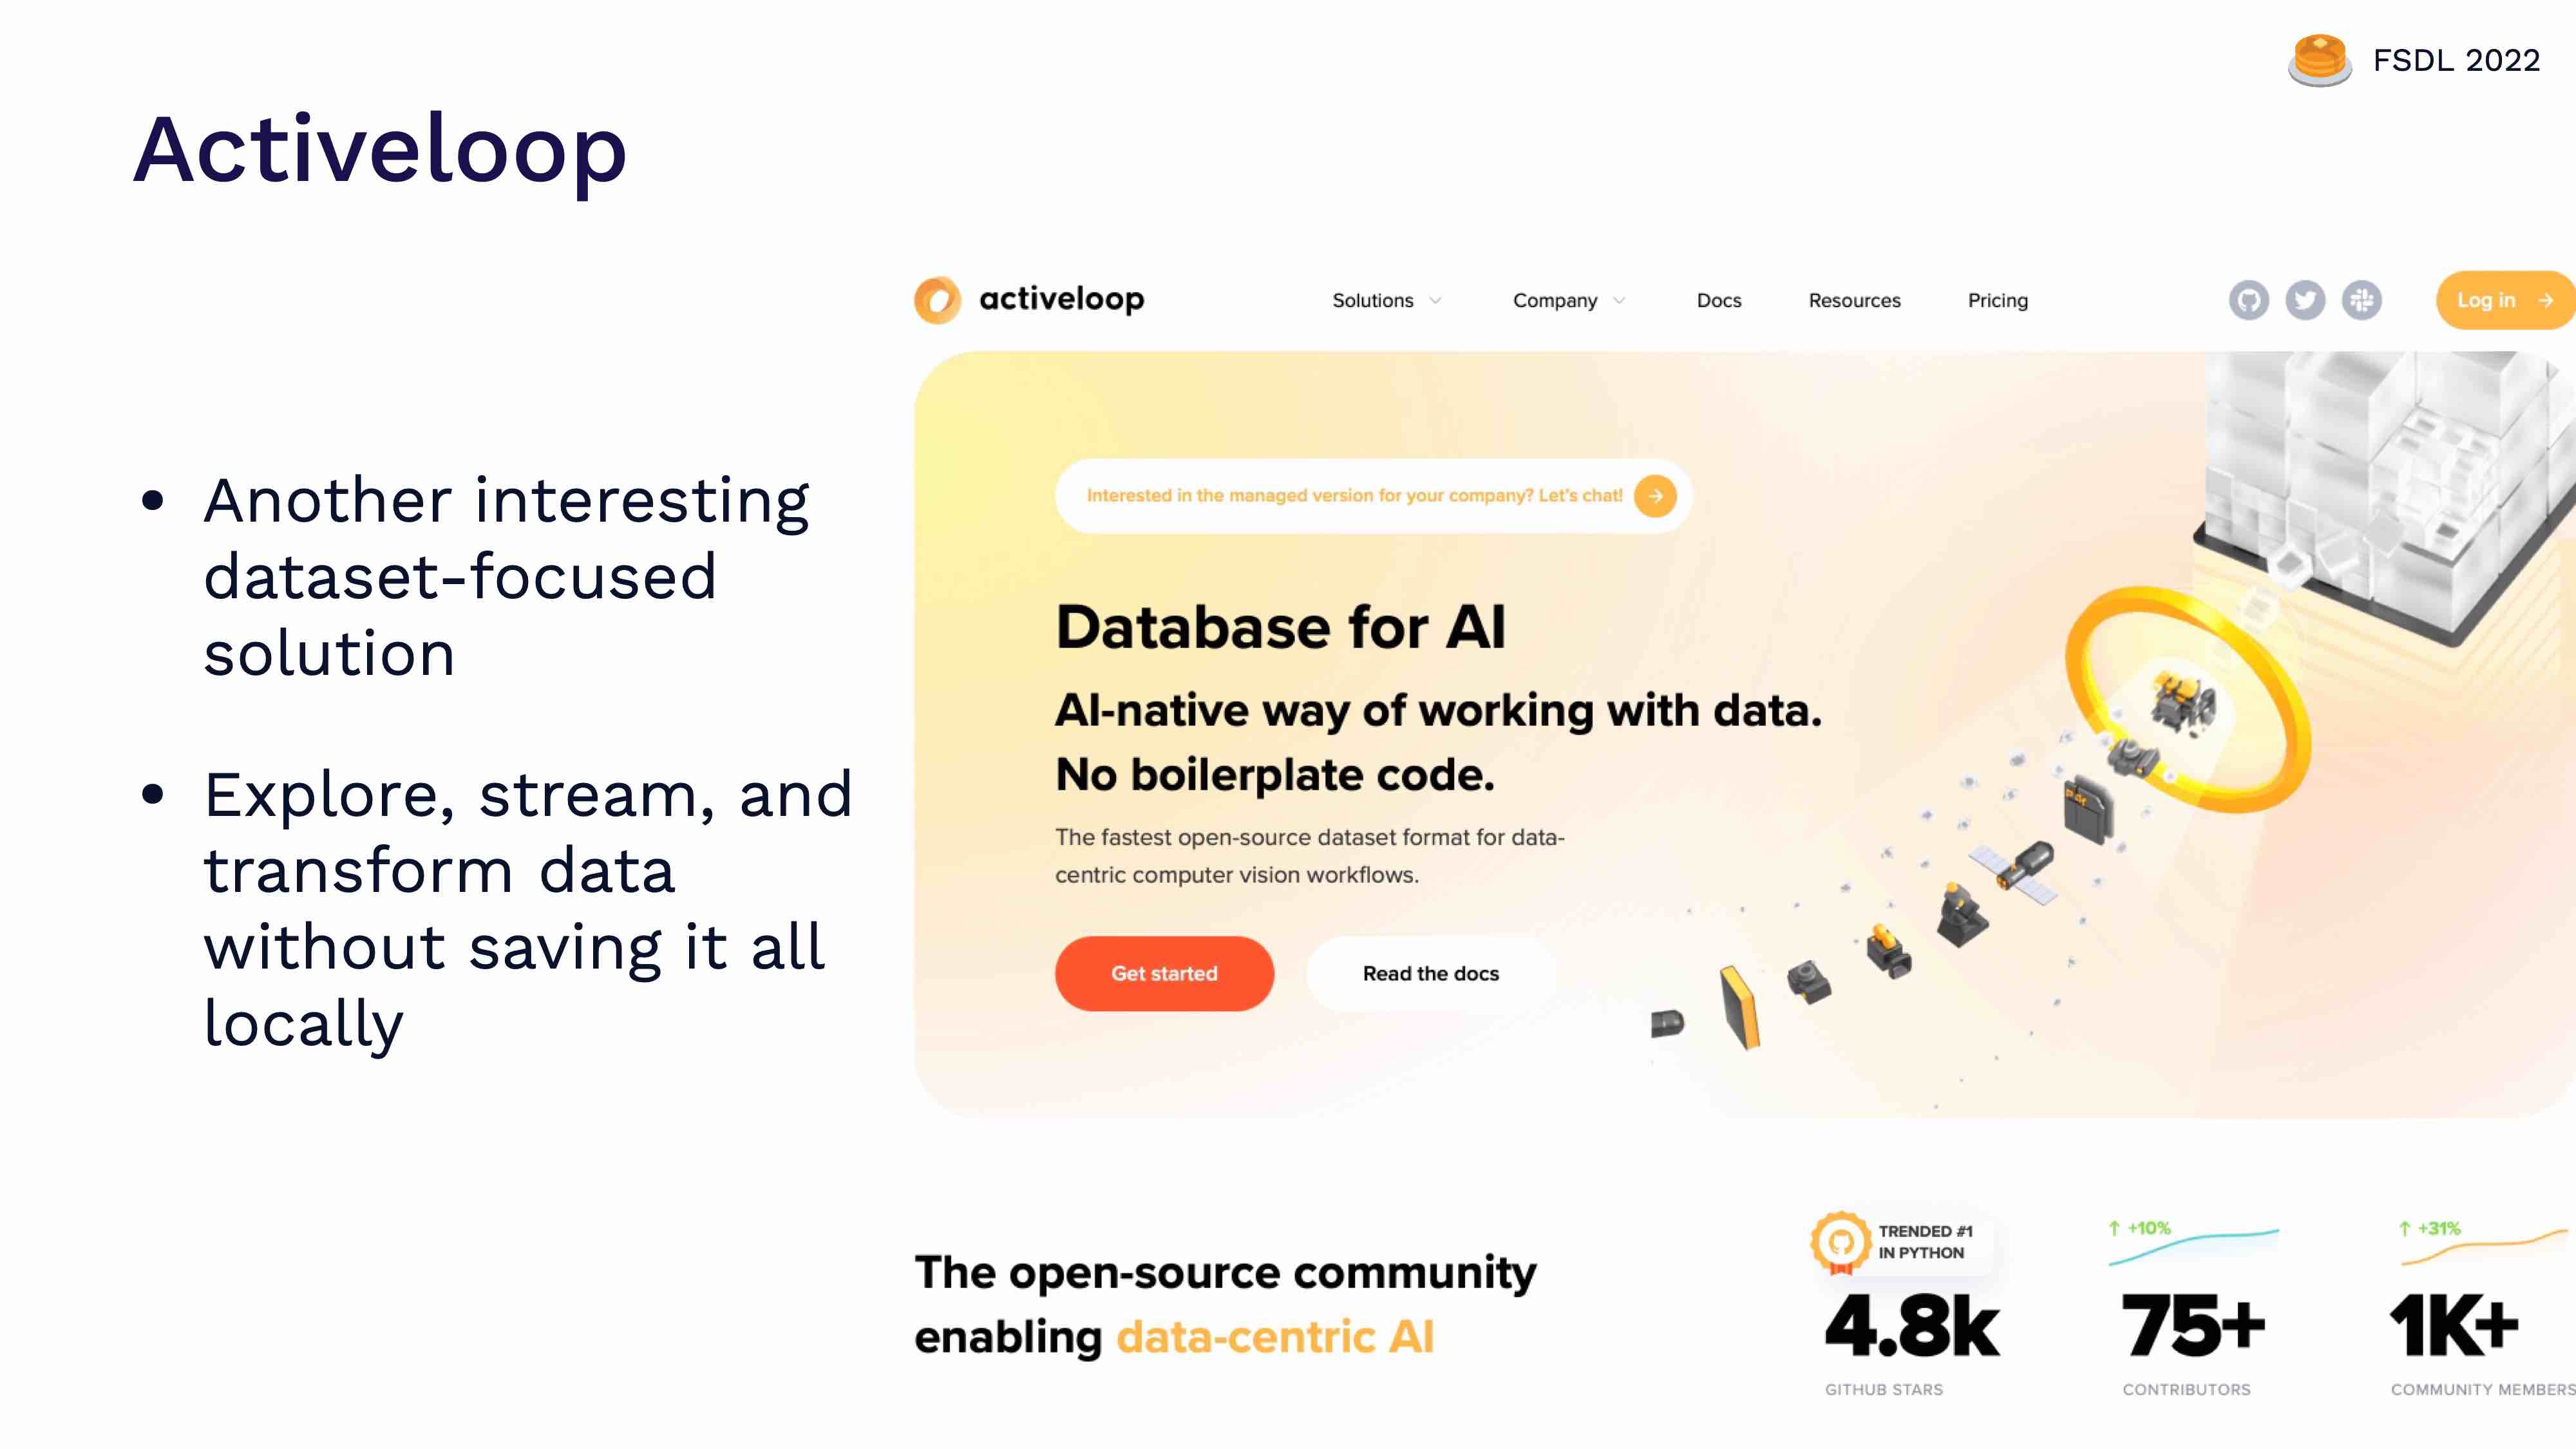 FSDL 2022
Activeloop
• Another interesting
dataset-focused
solution
• Explore, stream, and
transform data
without saving it all
locally
activeloop
Solutions
Company
Docs
Resources
Pricing
Log in
Interested in the managed version for your company? Let's chat!
Database for AI
AI-native way of working with data.
No boilerplate code.
The fastest open-source dataset format for data-
centric computer vision workflows.
Get started
Read the docs
The open-source community
enabling data-centric AI
TRENDED #1
IN PYTHON
4.8k
GITHUB STARS
+10%
75+
CONTRIBUTORS
+31%
1K+
COMMUNITY MEMBERS